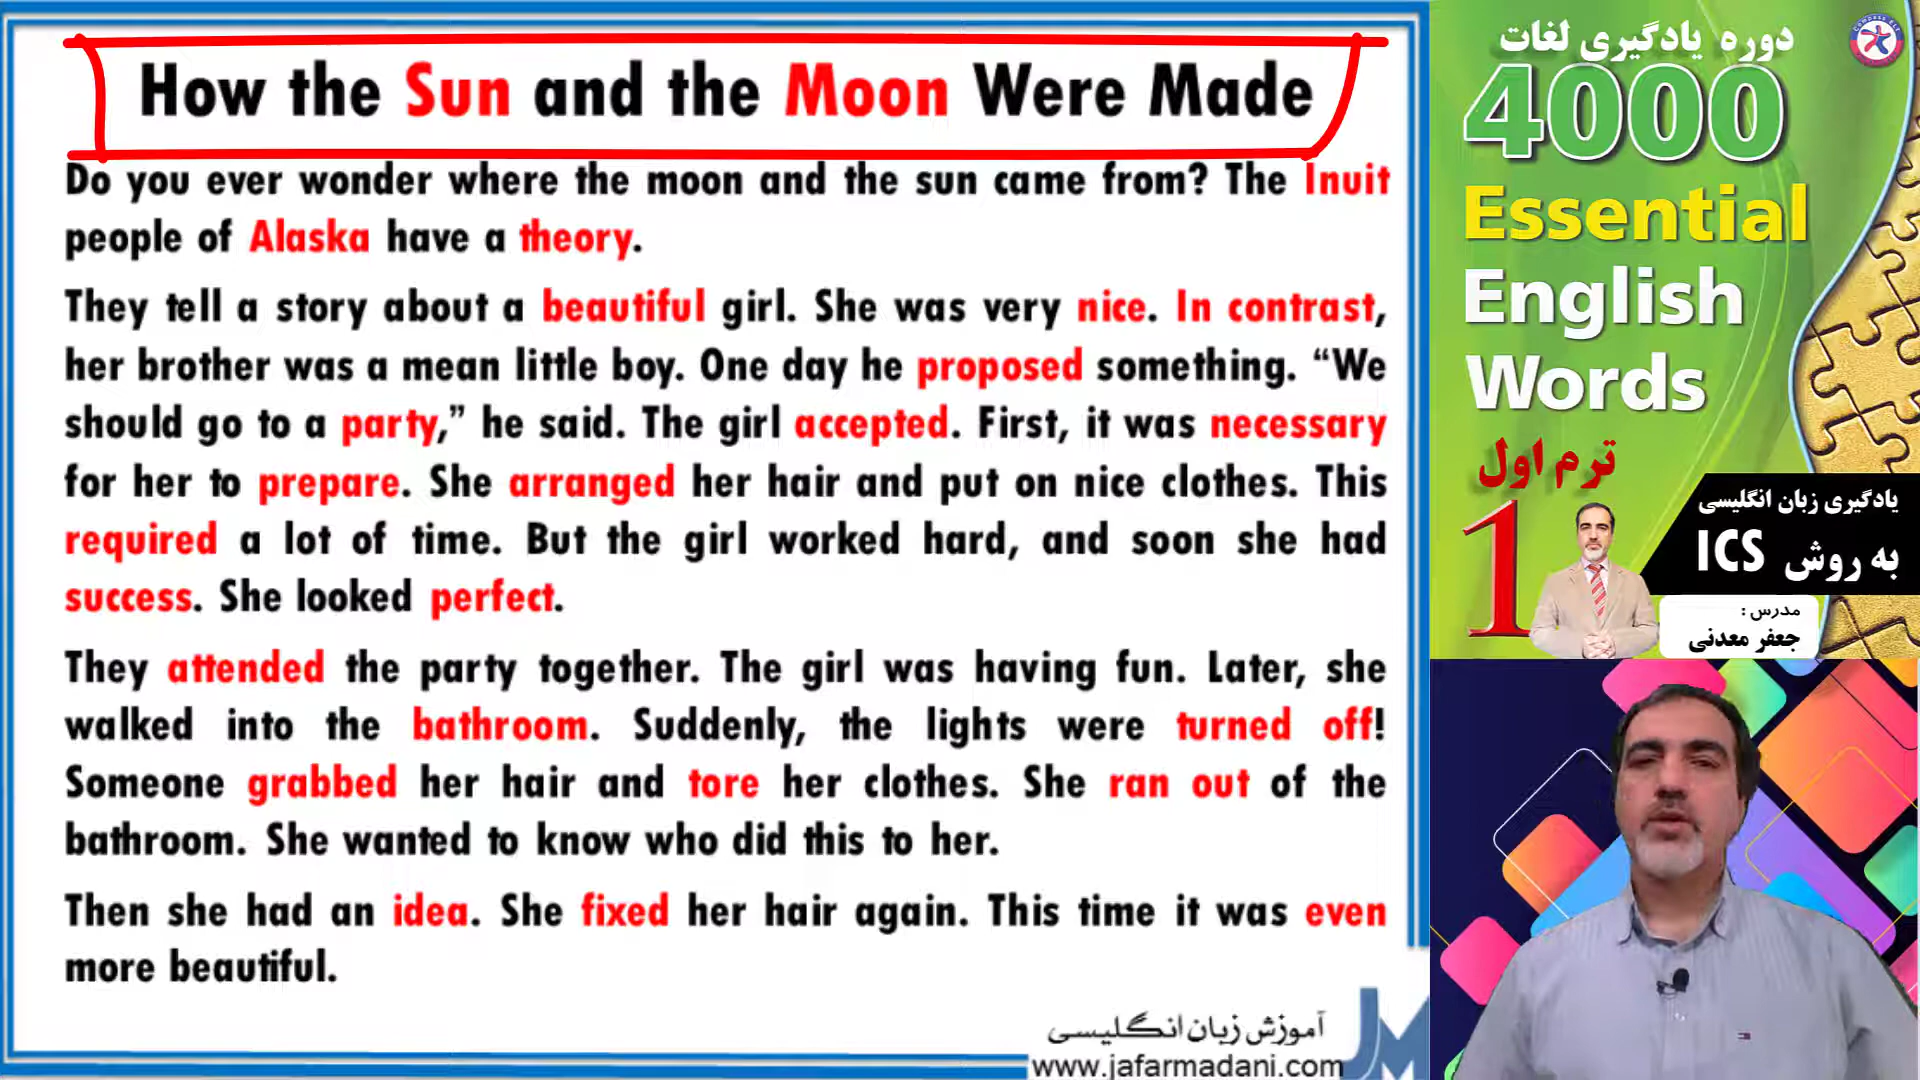 How the Sun and the Moon Were Made
Do you ever wonder where the moon and the sun came from? The Inuit
people of Alaska have a theory.
They tell a story about a beautiful girl. She was very nice. In contrast,
her brother was a mean little boy. One day he proposed something. “We
should go to a party,” he said. The girl accepted. First, it was necessary
for her to prepare. She arranged her hair and put on nice clothes. This
required a lot of time. But the girl worked hard, and soon she had
success. She looked perfect.
They attended the party together. The girl was having fun. Later, she
walked into the bathroom. Suddenly, the lights were turned off!
Someone grabbed her hair and tore her clothes. She ran out of the
bathroom. She wanted to know who did this to her.
Then she had an idea. She fixed her hair again. This time it was even
more beautiful.
آموزش زبان انگلیسی
www.jafarmadani.com
JM
دوره یادگیری لغات
4000
Essential
English
Words
ترم اول
1
یادگیری زبان انگلیسی
به روش ICS
مدرس :
جعفر معدنی